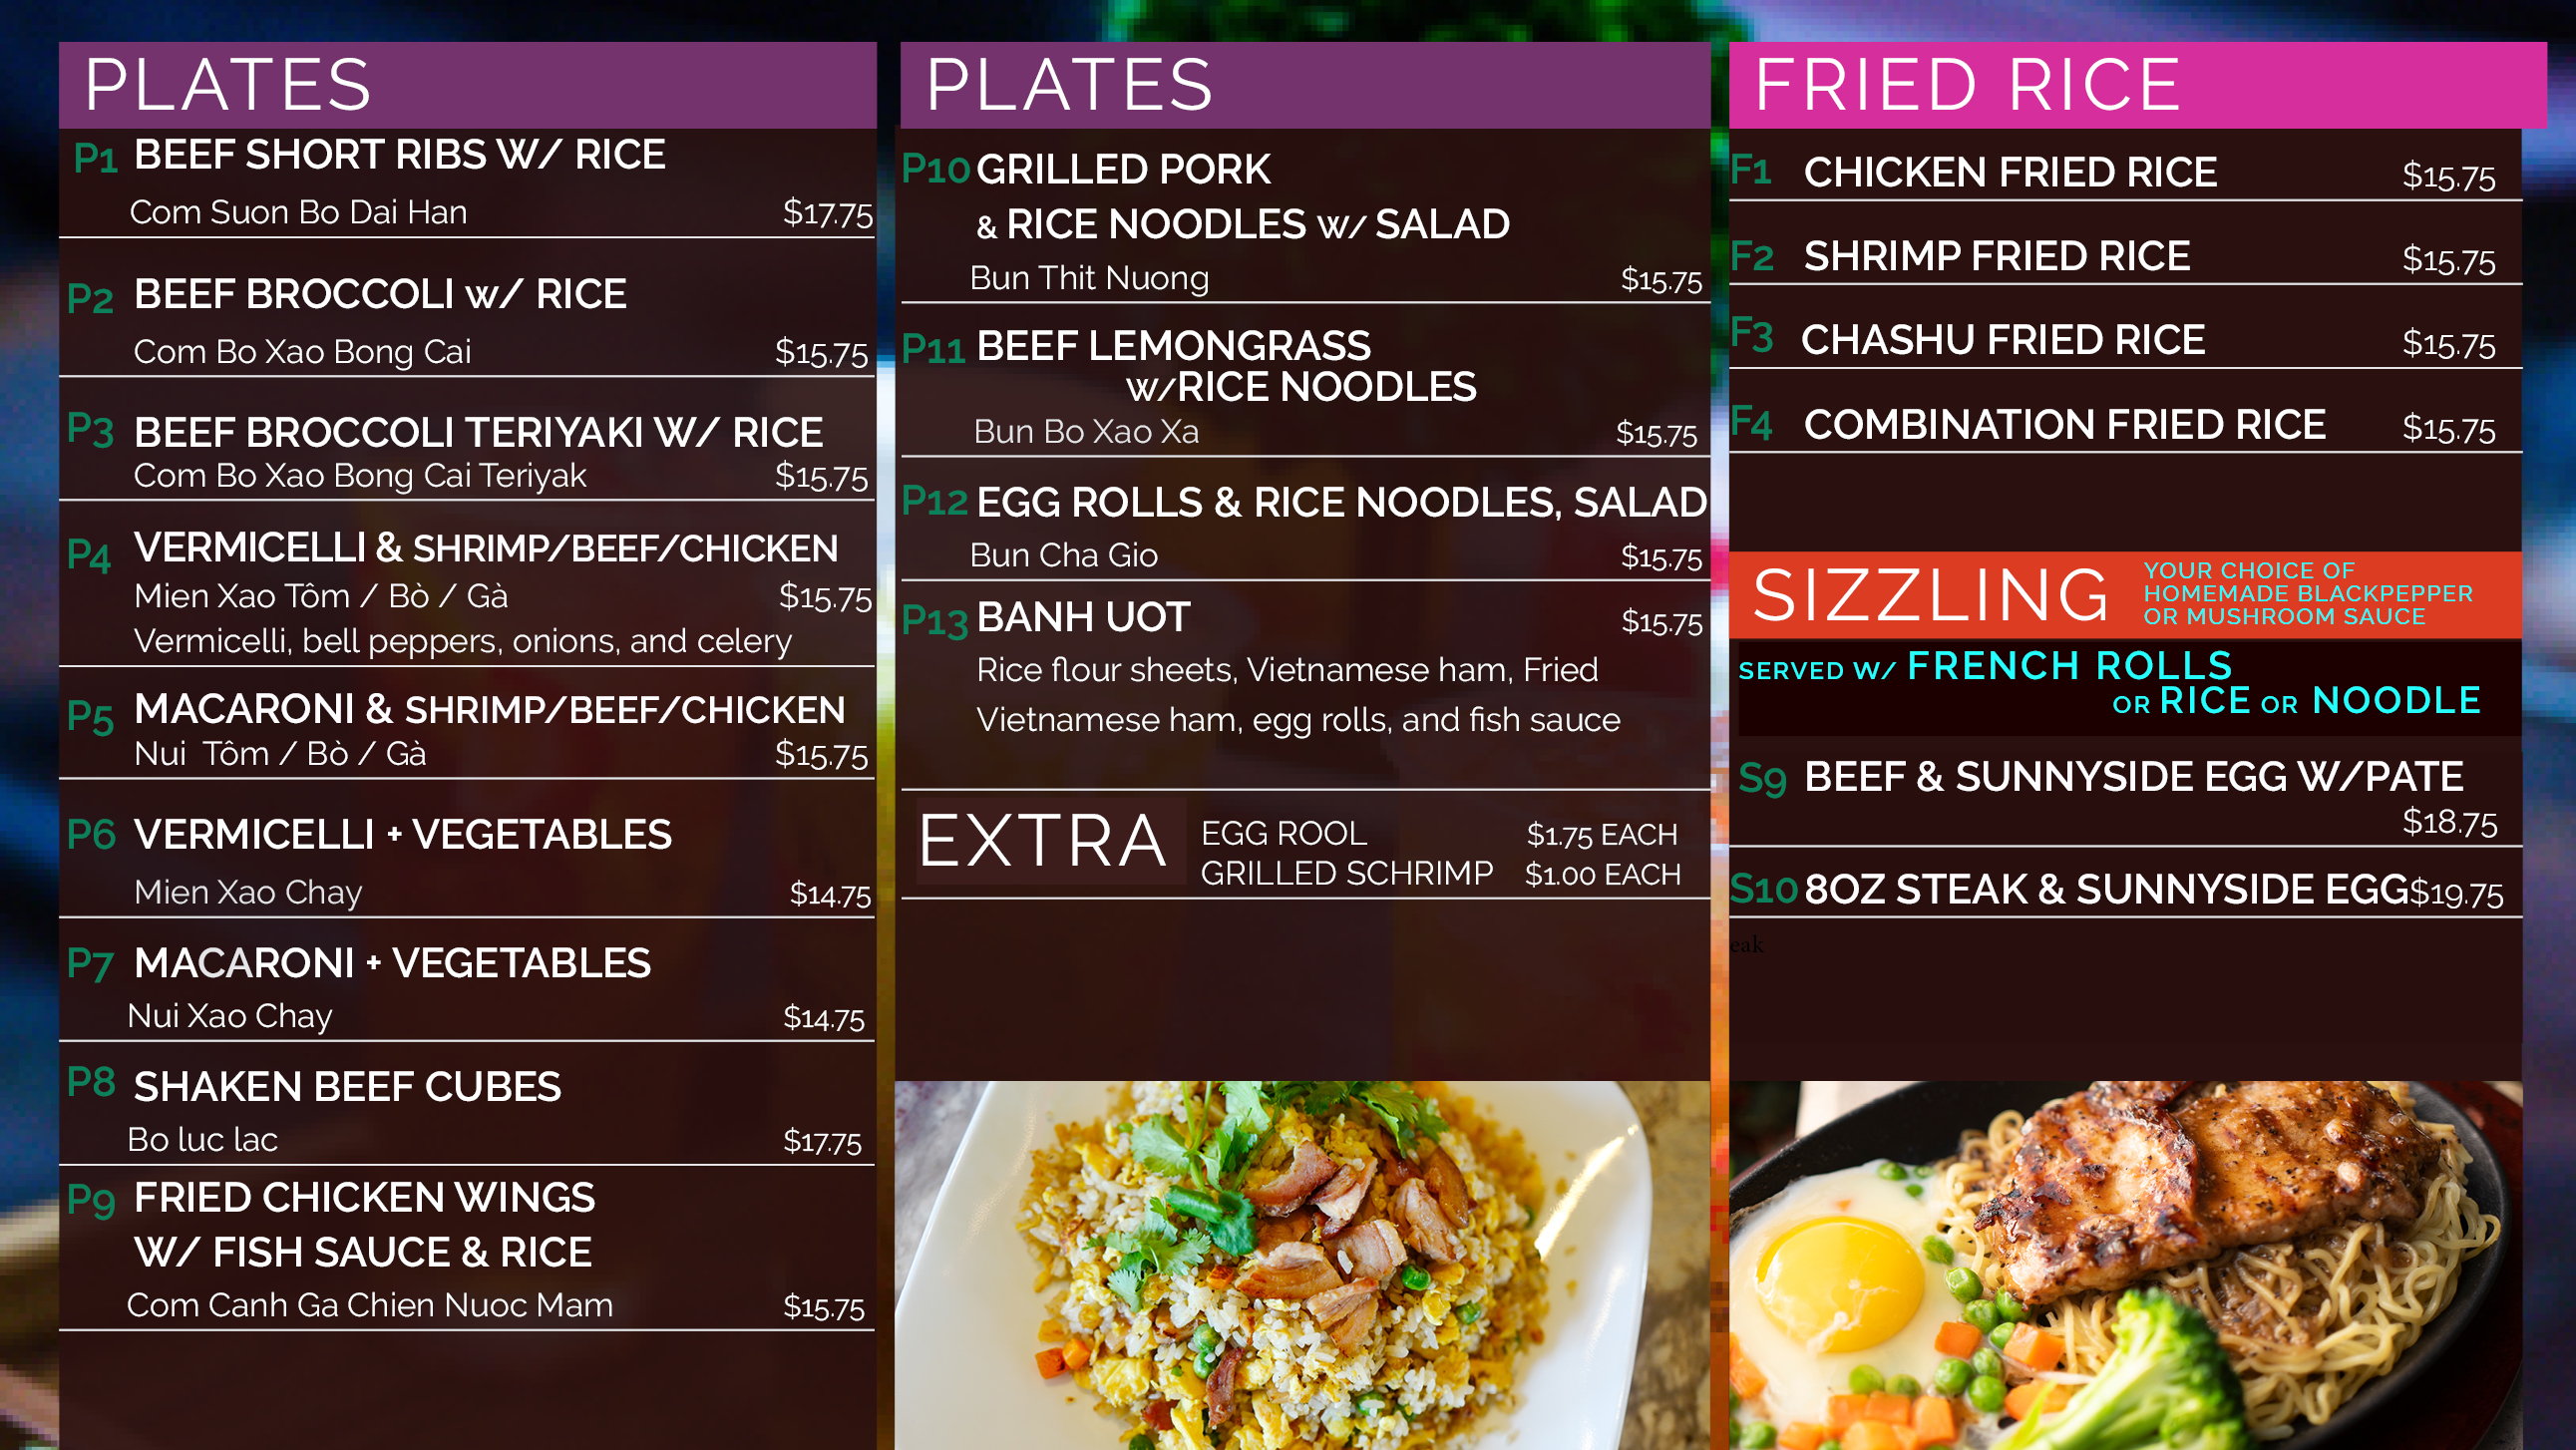 PLATES
P1 BEEF SHORT RIBS W/ RICE
Com Suon Bo Dai Han $17.75
P2 BEEF BROCCOLI w/ RICE
Com Bo Xao Bong Cai $15.75
P3 BEEF BROCCOLI TERIYAKI W/ RICE
Com Bo Xao Bong Cai Teriyak $15.75
P4 VERMICELLI & SHRIMP/BEEF/CHICKEN
Mien Xao Tôm / Bò / Gà $15.75
Vermicelli, bell peppers, onions, and celery
P5 MACARONI & SHRIMP/BEEF/CHICKEN
Nui Tôm / Bò / Gà $15.75
P6 VERMICELLI + VEGETABLES
Mien Xao Chay $14.75
P7 MACARONI + VEGETABLES
Nui Xao Chay $14.75
P8 SHAKEN BEEF CUBES
Bo luc lac $17.75
P9 FRIED CHICKEN WINGS
W/ FISH SAUCE & RICE
Com Canh Ga Chien Nuoc Mam $15.75
PLATES
P10 GRILLED PORK
& RICE NOODLES W/ SALAD
Bun Thit Nuong $15.75
P11 BEEF LEMONGRASS
W/RICE NOODLES
Bun Bo Xao Xa $15.75
P12 EGG ROLLS & RICE NOODLES, SALAD
Bun Cha Gio $15.75
P13 BANH UOT $15.75
Rice flour sheets, Vietnamese ham, Fried
Vietnamese ham, egg rolls, and fish sauce
EXTRA
EGG ROOL $1.75 EACH
GRILLED SCHRIMP $1.00 EACH
FRIED RICE
F1 CHICKEN FRIED RICE $15.75
F2 SHRIMP FRIED RICE $15.75
F3 CHASHU FRIED RICE $15.75
F4 COMBINATION FRIED RICE $15.75
SIZZLING
YOUR CHOICE OF
HOMEMADE BLACKPEPPER
OR MUSHROOM SAUCE
SERVED W/ FRENCH ROLLS
OR RICE OR NOODLE
S9 BEEF & SUNNYSIDE EGG W/PATE
$18.75
S10 8OZ STEAK & SUNNYSIDE EGG $19.75
eak